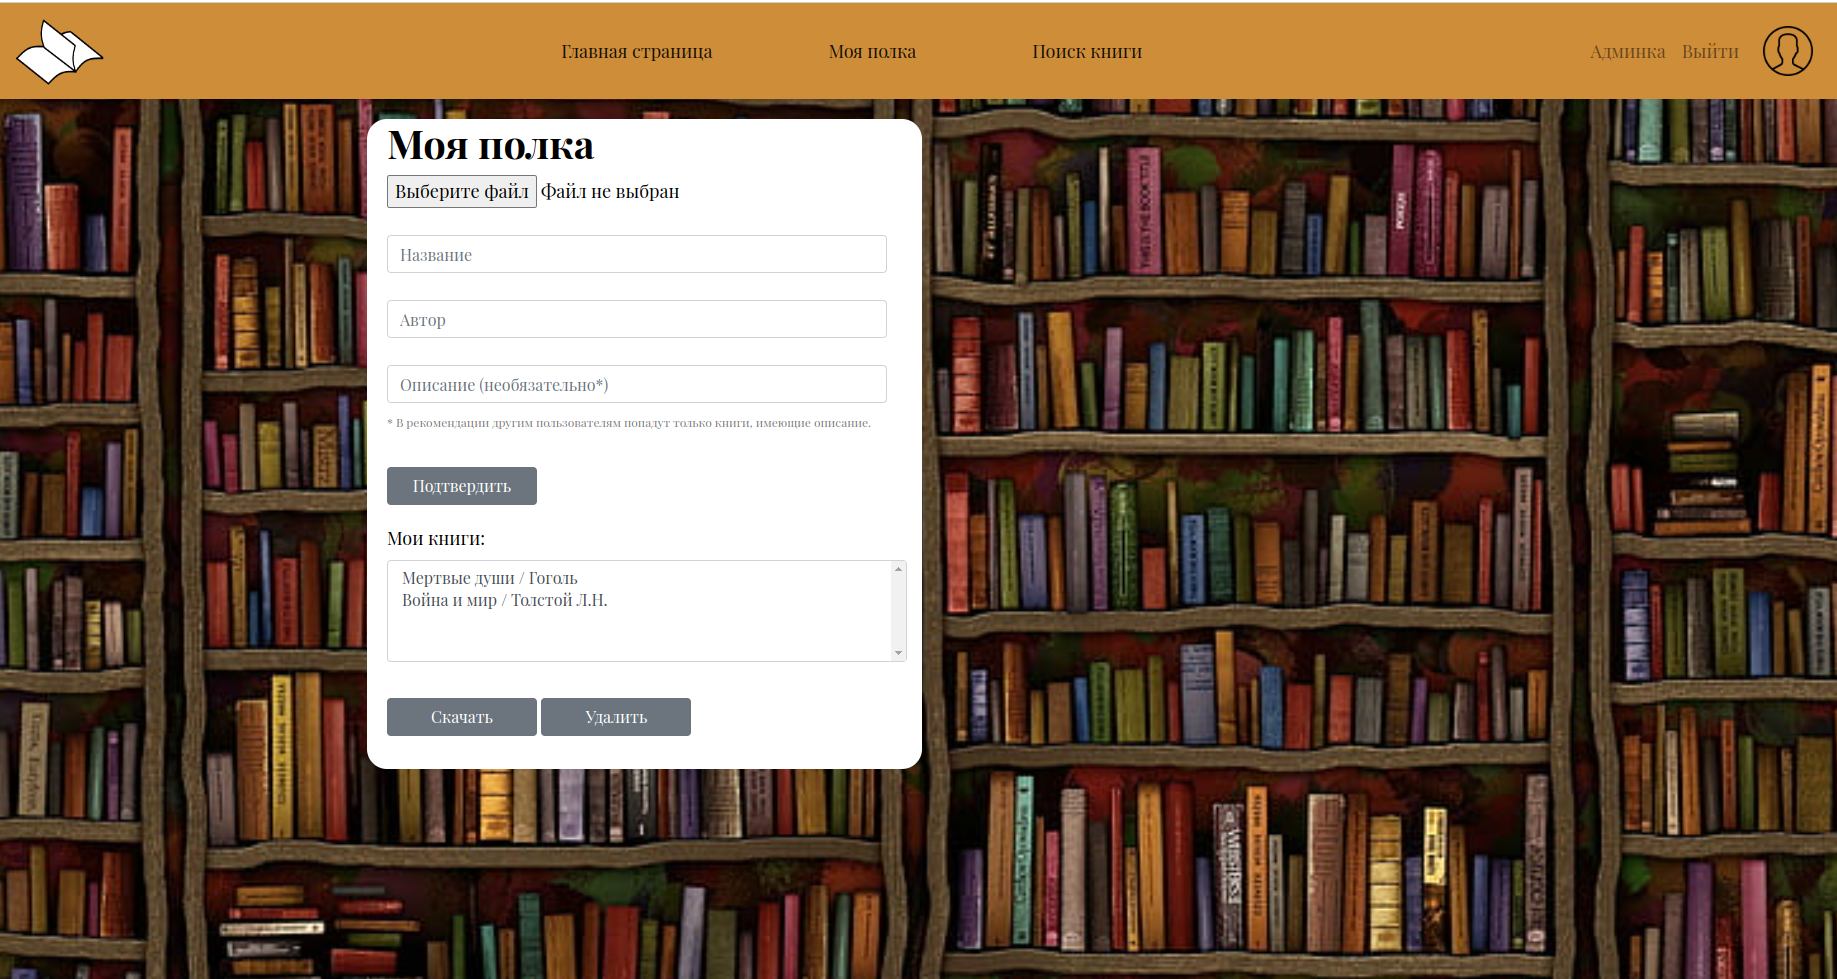 Главная страница
Моя полка
Поиск книги
Админка
Выйти
Моя полка
Выберите файл Файл не выбран
Название
Автор
Описание (необязательно*)
* В рекомендации другим пользователям попадут только книги, имеющие описание.
Подтвердить
Мои книги:
Мертвые души / Гоголь
Война и мир / Толстой Л.Н.
Скачать
Удалить